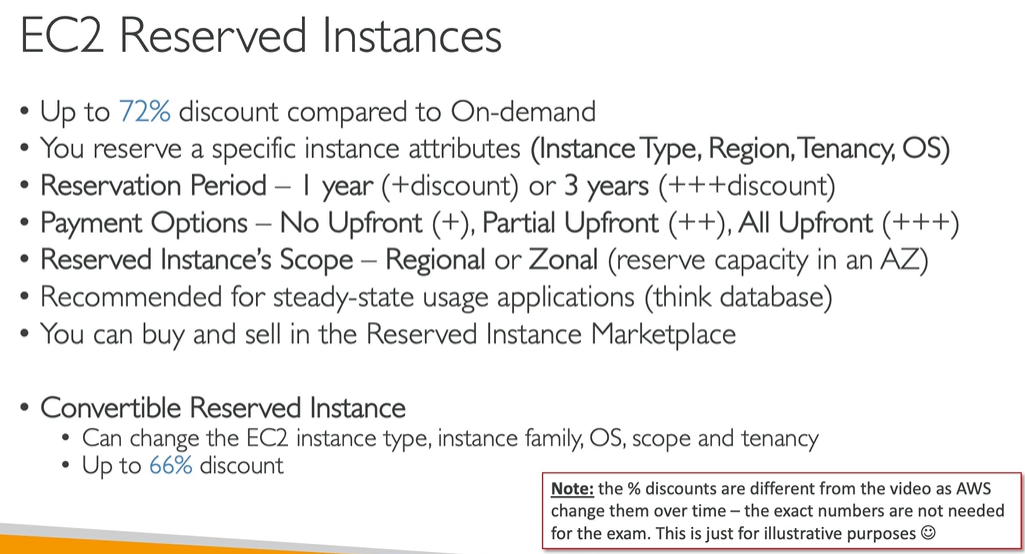 EC2 Reserved Instances
• Up to 72% discount compared to On-demand
• You reserve a specific instance attributes (Instance Type, Region, Tenancy, OS)
• Reservation Period – 1 year (+discount) or 3 years (+++discount)
• Payment Options – No Upfront (+), Partial Upfront (++), All Upfront (+++)
• Reserved Instance's Scope – Regional or Zonal (reserve capacity in an AZ)
• Recommended for steady-state usage applications (think database)
• You can buy and sell in the Reserved Instance Marketplace
• Convertible Reserved Instance
• Can change the EC2 instance type, instance family, OS, scope and tenancy
• Up to 66% discount
Note: the % discounts are different from the video as AWS
change them over time – the exact numbers are not needed
for the exam. This is just for illustrative purposes ☺